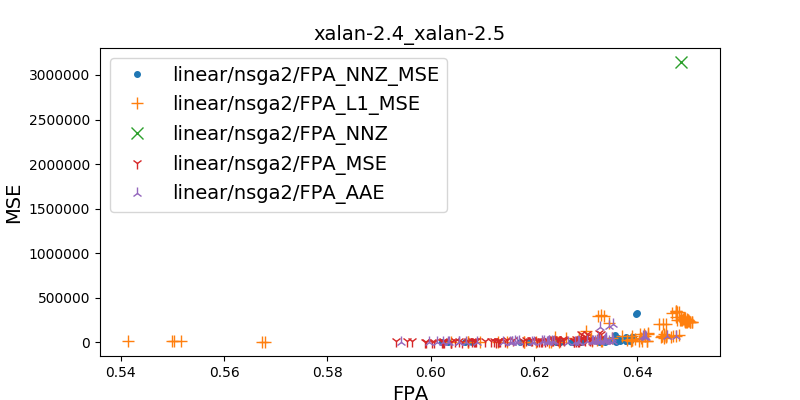 xalan-2.4_xalan-2.5
MSE
3000000
2500000
2000000
1500000
1000000
500000
0
linear/nsga2/FPA_NNZ_MSE
linear/nsga2/FPA_L1_MSE
linear/nsga2/FPA_NNZ
linear/nsga2/FPA_MSE
linear/nsga2/FPA_AAE
0.54 0.56 0.58 0.60 0.62 0.64
FPA